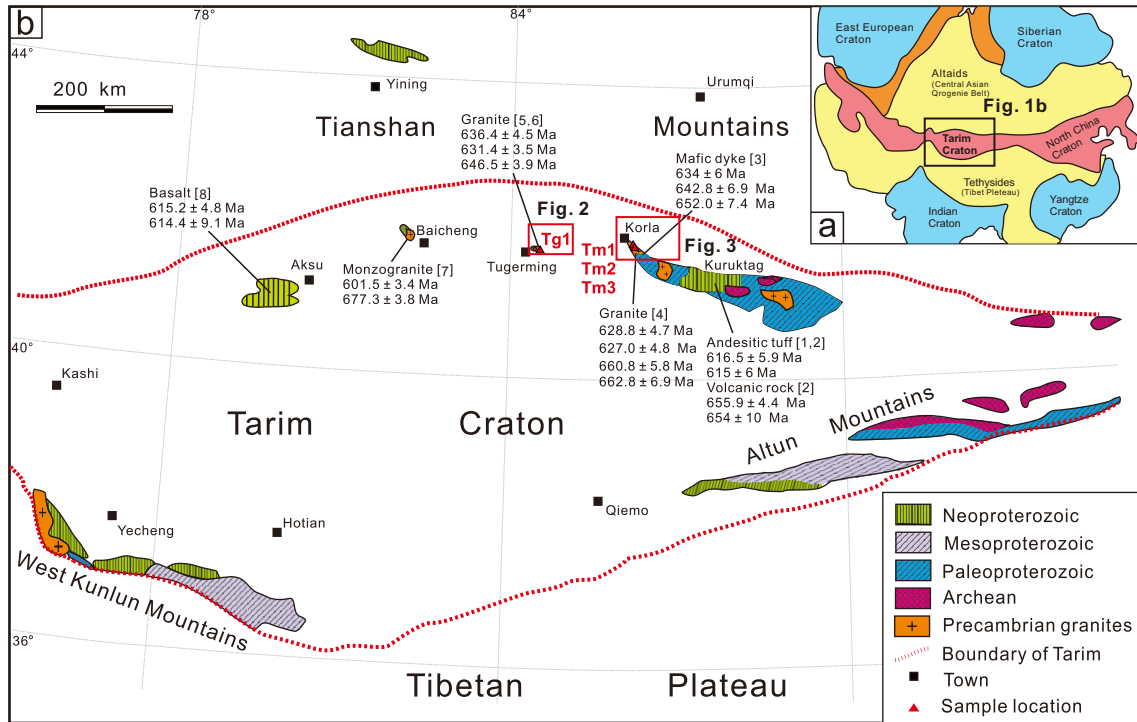 b
78°
84°
44°
40°
36°
200 km
Yining
Urumqi
Tianshan
Mountains
Granite [5,6]
636.4 ± 4.5 Ma
631.4 ± 3.5 Ma
646.5 ± 3.9 Ma
Mafic dyke [3]
634 ± 6 Ma
642.8 ± 6.9 Ma
652.0 ± 7.4 Ma
Basalt [8]
615.2 ± 4.8 Ma
614.4 ± 9.1 Ma
Fig. 2
Tg1
Korla
Fig. 3
Baicheng
Tugerming
Tm1
Tm2
Tm3
Kuruktag
Aksu
Monzogranite [7]
601.5 ± 3.4 Ma
677.3 ± 3.8 Ma
Granite [4]
628.8 ± 4.7 Ma
627.0 ± 4.8 Ma
660.8 ± 5.8 Ma
662.8 ± 6.9 Ma
Andesitic tuff [1,2]
616.5 ± 5.9 Ma
615 ± 6 Ma
Volcanic rock [2]
655.9 ± 4.4 Ma
654 ± 10 Ma
Kashi
Tarim
Craton
Altun Mountains
Yecheng
Hotian
Qiemo
West Kunlun Mountains
Tibetan
Plateau
East European
Craton
Siberian
Craton
Altaids
(Central Asian
Qrogenie Belt)
Fig. 1b
Tarim
Craton
North China
Craton
Tethysides
(Tibet Pleteau)
Indian
Craton
Yangtze
Craton
a
Neoproterozoic
Mesoproterozoic
Paleoproterozoic
Archean
Precambrian granites
Boundary of Tarim
Town
Sample location